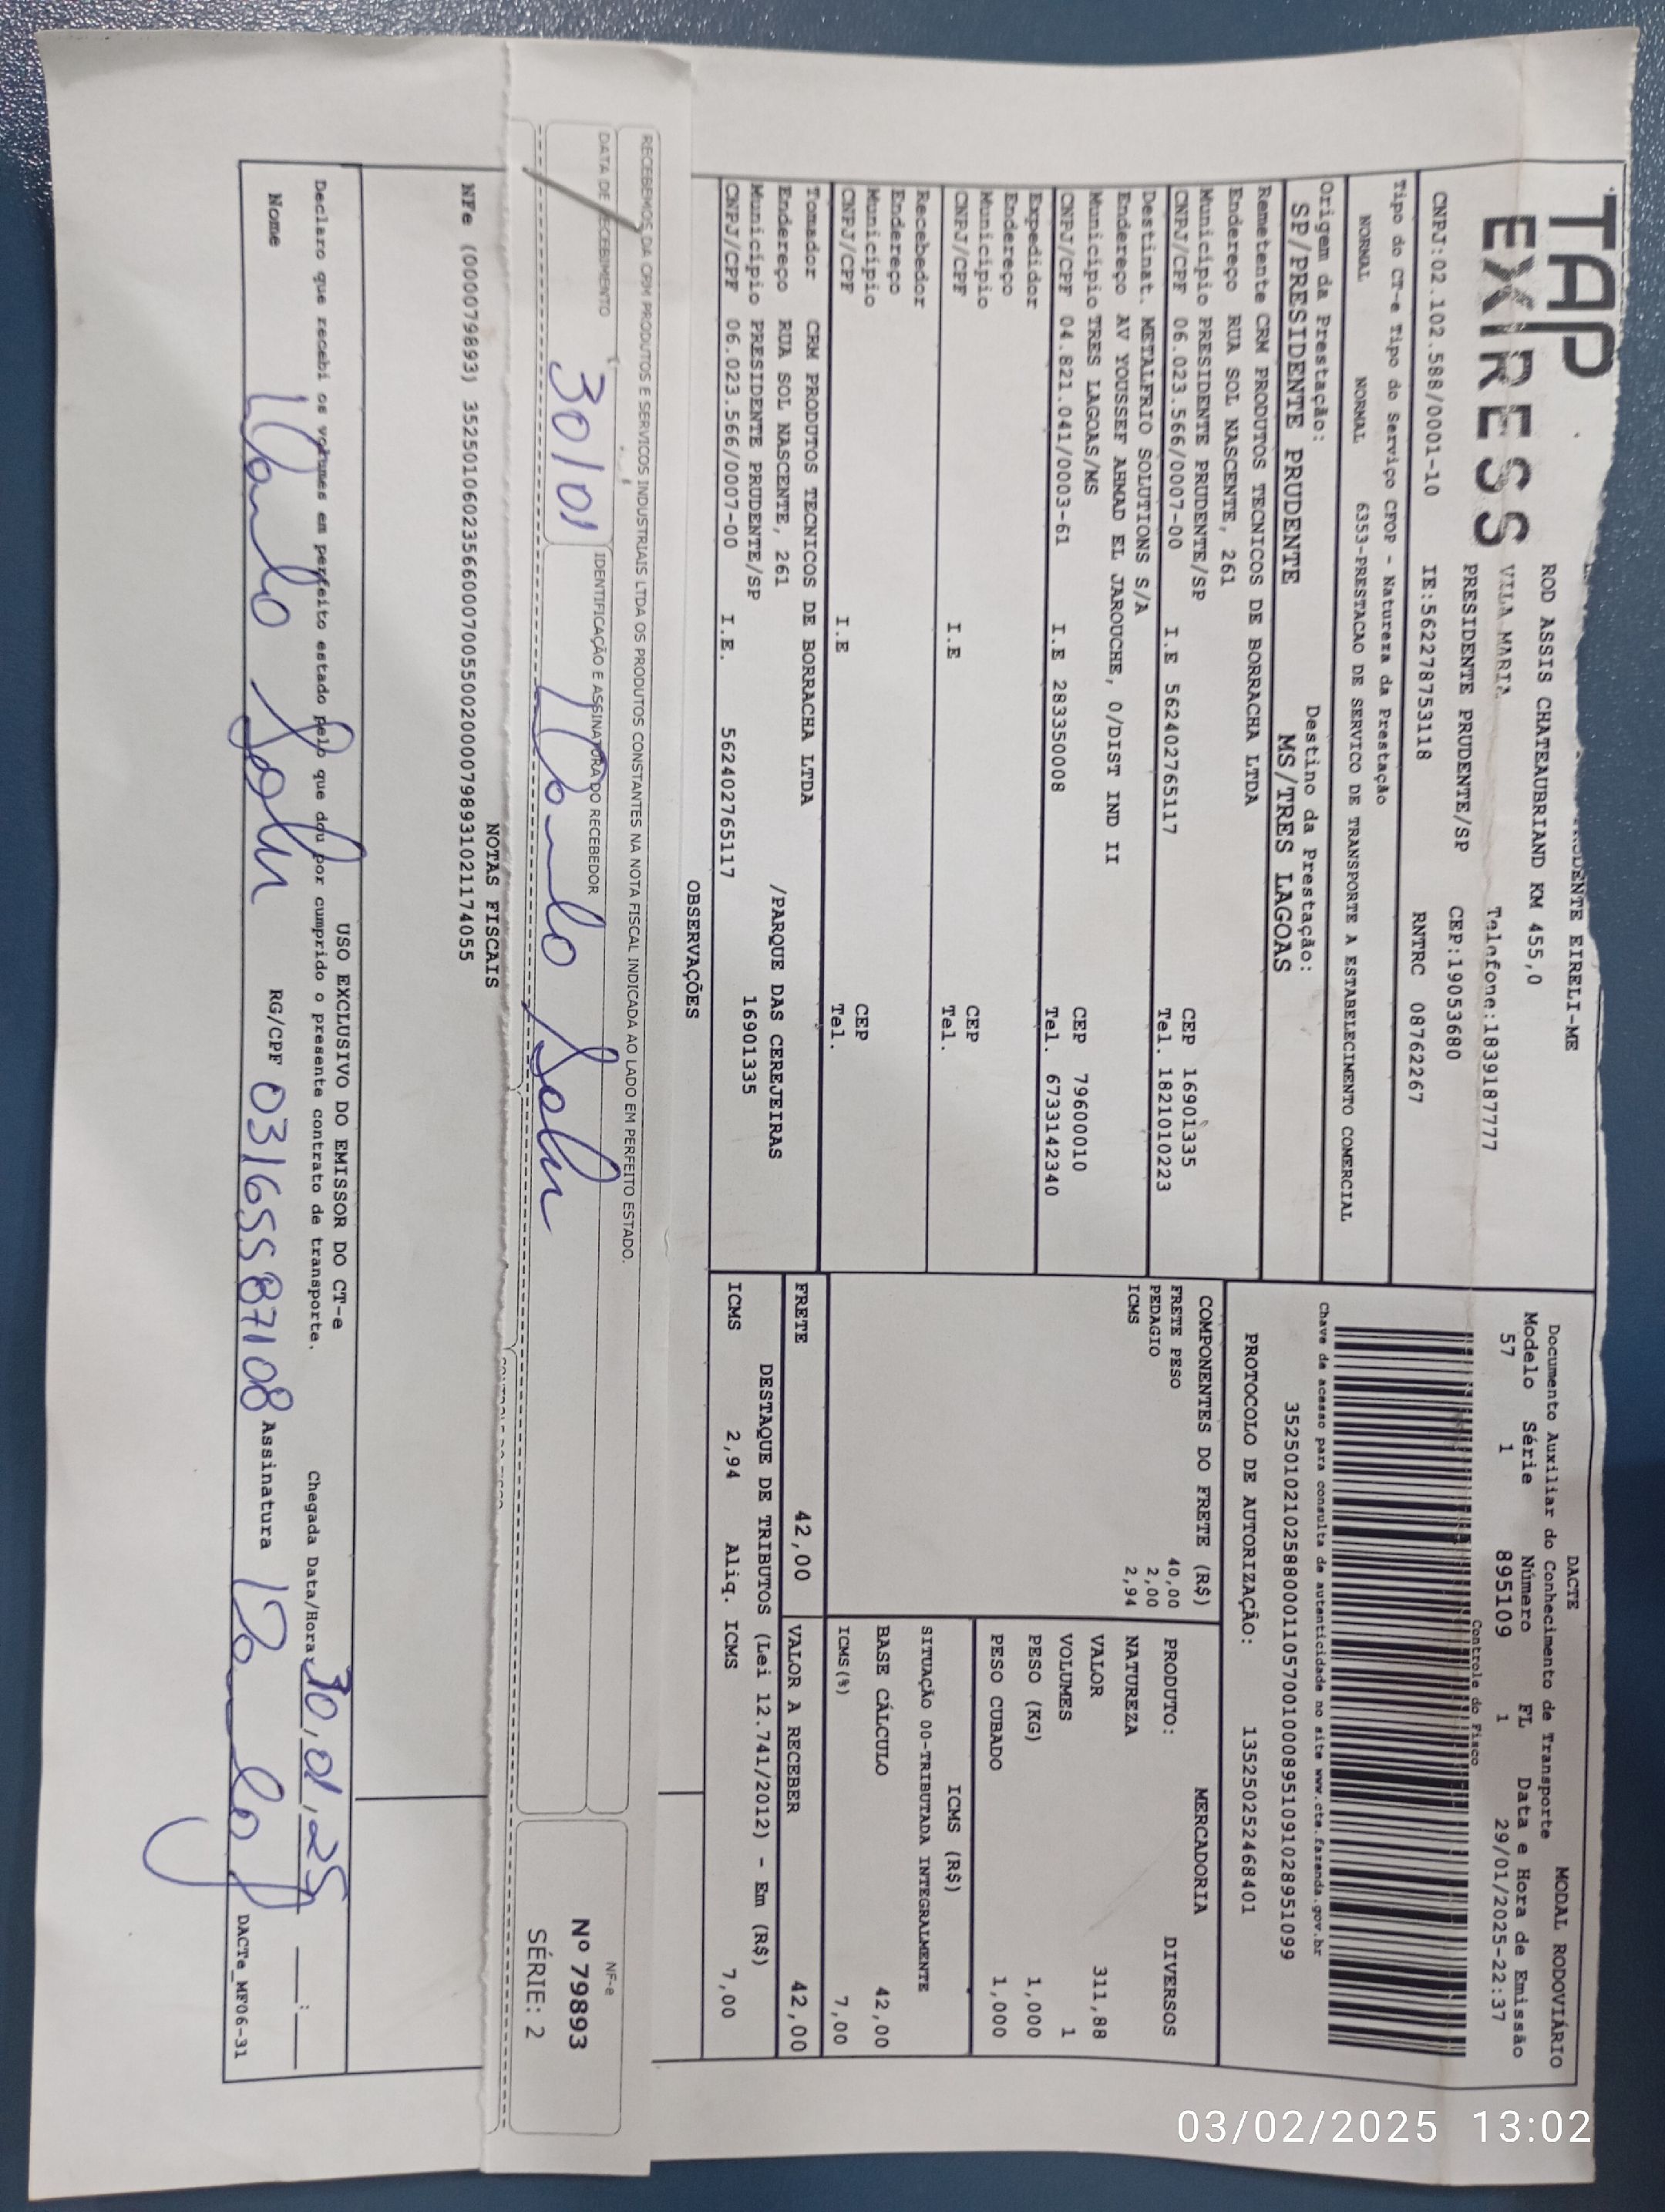 TAP
EXPRESS
DENTE EIRELI-ME
ROD ASSIS CHATEAUBRIAND KM 455,0
VILA MARIA Telefone:1839187777
PRESIDENTE PRUDENTE/SP CEP:19053680
CNPJ:02.102.588/0001-10 IE:562278753118 RNTRC 08762267
Tipo do CT-e Tipo do Serviço CFOP - Natureza da Prestação
NORMAL NORMAL 6353-PRESTACAO DE SERVICO DE TRANSPORTE A ESTABELECIMENTO COMERCIAL
Origem da Prestação: Destino da Prestação:
SP/PRESIDENTE PRUDENTE MS/TRES LAGOAS
DACTE MODAL RODOVIÁRIO
Documento Auxiliar do Conhecimento de Transporte
Modelo Série Número FL Data e Hora de Emissão
57 1 895109 1 29/01/2025-22:37
Controle do Fisco
Chave de acesso para consulta de autenticidade no site www.cte.fazenda.gov.br
35250102102588000110570010008951091028951099
PROTOCOLO DE AUTORIZAÇÃO: 135250252468401
Remetente CRM PRODUTOS TECNICOS DE BORRACHA LTDA
Endereço RUA SOL NASCENTE, 261
Município PRESIDENTE PRUDENTE/SP CEP 16901335
CNPJ/CPF 06.023.566/0007-00 I.E 562402765117 Tel. 1821010223
Destinat. METALFRIO SOLUTIONS S/A
Endereço AV YOUSSEF AHMAD EL JAROUCHE, 0/DIST IND II
Município TRES LAGOAS/MS CEP 79600010
CNPJ/CPF 04.821.041/0003-61 I.E 283350008 Tel. 6733142340
Expedidor
Endereço
Município CEP
CNPJ/CPF I.E Tel.
Recebedor
Endereço
Município CEP
CNPJ/CPF I.E Tel.
Tomador CRM PRODUTOS TECNICOS DE BORRACHA LTDA
Endereço RUA SOL NASCENTE, 261 /PARQUE DAS CEREJEIRAS
Município PRESIDENTE PRUDENTE/SP 16901335
CNPJ/CPF 06.023.566/0007-00 I.E. 562402765117
COMPONENTES DO FRETE (R$)
FRETE PESO 40,00
PEDAGIO 2,00
ICMS 2,94
MERCADORIA
PRODUTO: DIVERSOS
NATUREZA
VALOR 311,88
VOLUMES 1
PESO (KG) 1,000
PESO CUBADO 1,000
ICMS (R$)
SITUAÇÃO 00-TRIBUTADA INTEGRALMENTE
BASE CÁLCULO 42,00
ICMS(%) 7,00
FRETE 42,00 VALOR A RECEBER 42,00
DESTAQUE DE TRIBUTOS (Lei 12.741/2012) - Em (R$)
ICMS 2,94 Aliq. ICMS 7,00
OBSERVAÇÕES
RECEBEMOS DA CRM PRODUTOS E SERVICOS INDUSTRIAIS LTDA OS PRODUTOS CONSTANTES NA NOTA FISCAL INDICADA AO LADO EM PERFEITO ESTADO.
DATA DE RECEBIMENTO IDENTIFICAÇÃO E ASSINATURA DO RECEBEDOR
30/01
NF-e
Nº 79893
SÉRIE: 2
NOTAS FISCAIS
NFe (000079893) 35250106023566000700550020000798931021174055
USO EXCLUSIVO DO EMISSOR DO CT-e
Declaro que recebi os volumes em perfeito estado pelo que dou por cumprido o presente contrato de transporte. Chegada Data/Hora 30,01,25 __:__
Nome RG/CPF 03165587108 Assinatura
DACTe_MF06-31
03/02/2025 13:02